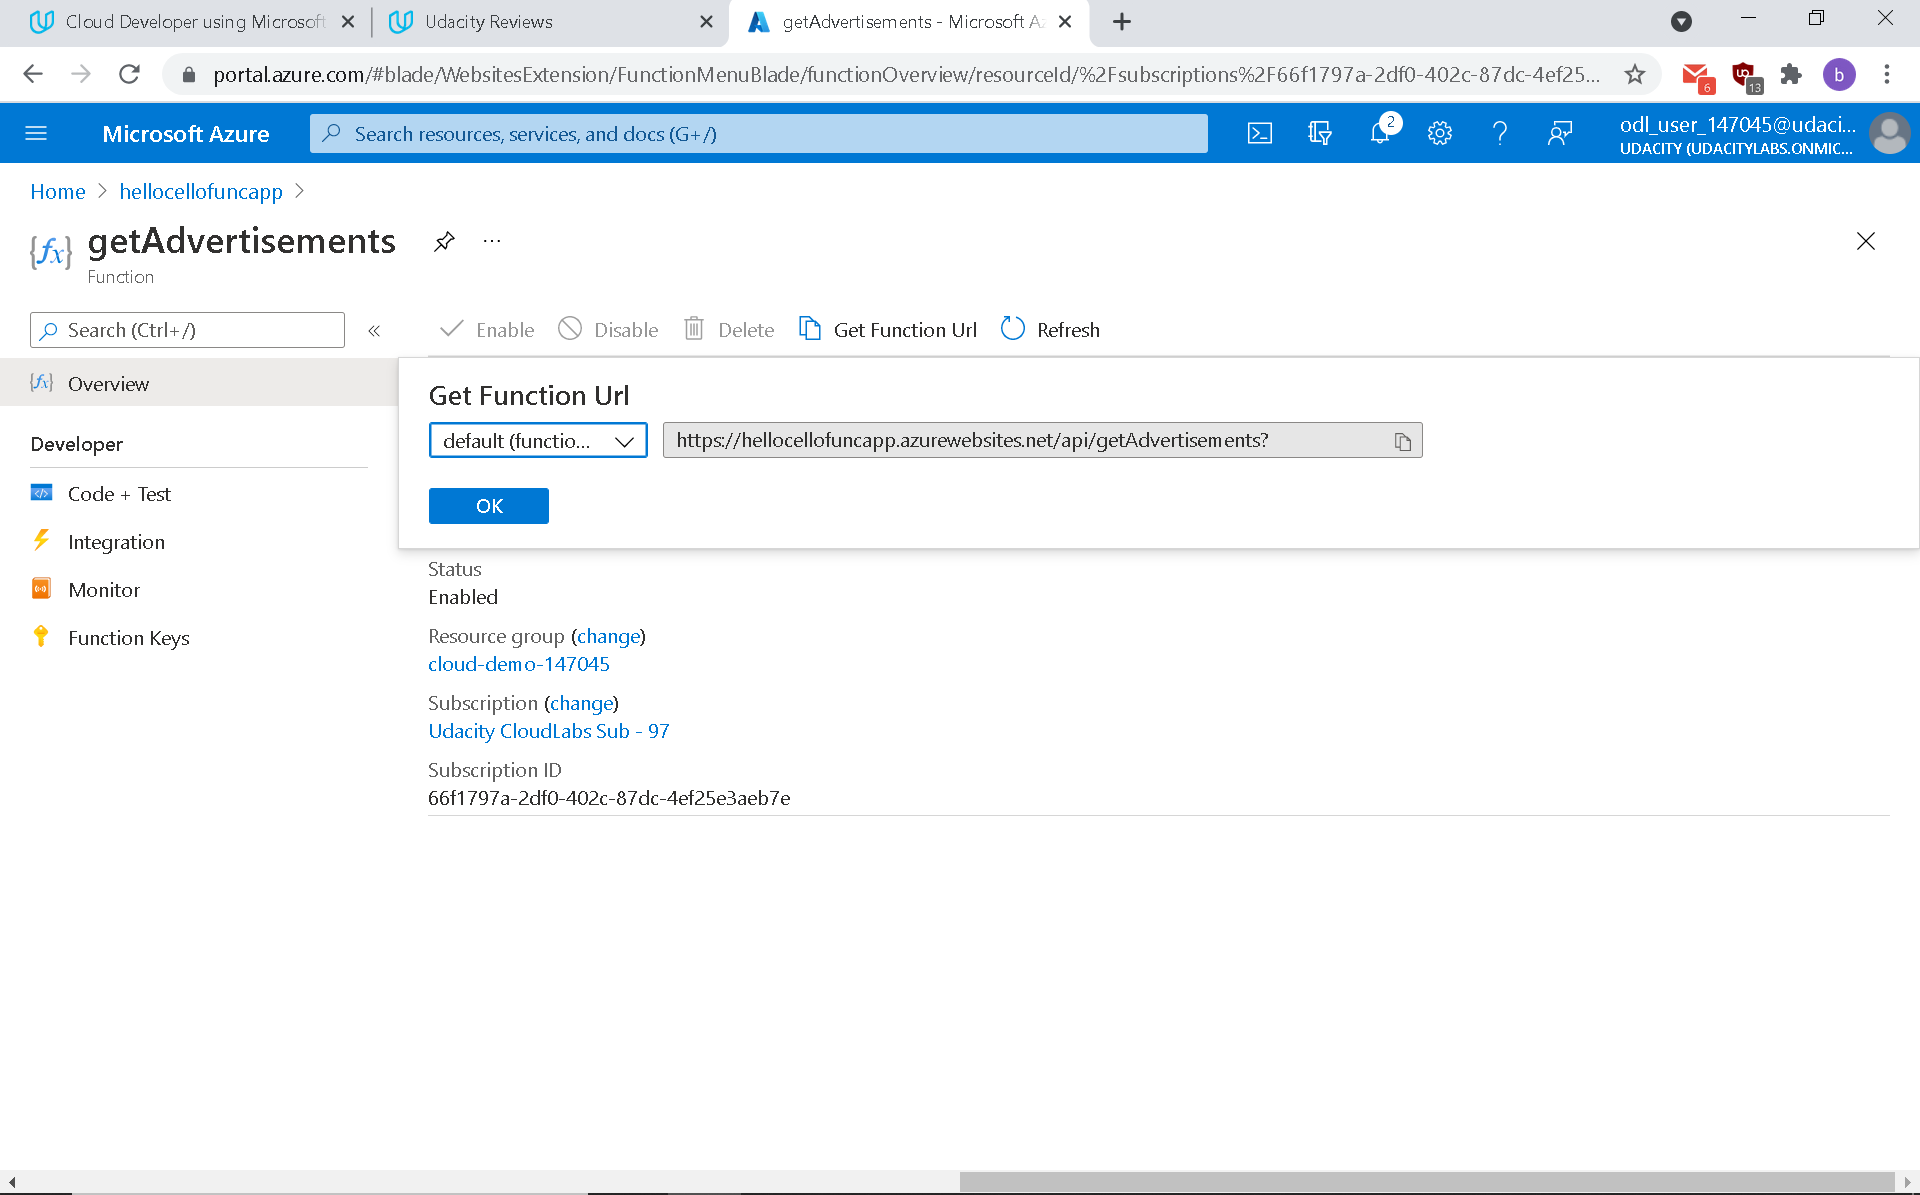 Cloud Developer using Microsoft
Udacity Reviews
getAdvertisements - Microsoft Az
portal.azure.com/#blade/WebsitesExtension/FunctionMenuBlade/functionOverview/resourceId/%2Fsubscriptions%2F66f1797a-2df0-402c-87dc-4ef25...
6
13
b
Microsoft Azure
Search resources, services, and docs (G+/)
2
odl_user_147045@udaci...
UDACITY (UDACITYLABS.ONMIC...
Home > hellocellofuncapp >
{fx}
getAdvertisements
...
Function
Search (Ctrl+/)
«
Enable
Disable
Delete
Get Function Url
Refresh
{fx} Overview
Developer
Code + Test
Integration
Monitor
Function Keys
Get Function Url
default (functio...
https://hellocellofuncapp.azurewebsites.net/api/getAdvertisements?
OK
Status
Enabled
Resource group (change)
cloud-demo-147045
Subscription (change)
Udacity CloudLabs Sub - 97
Subscription ID
66f1797a-2df0-402c-87dc-4ef25e3aeb7e